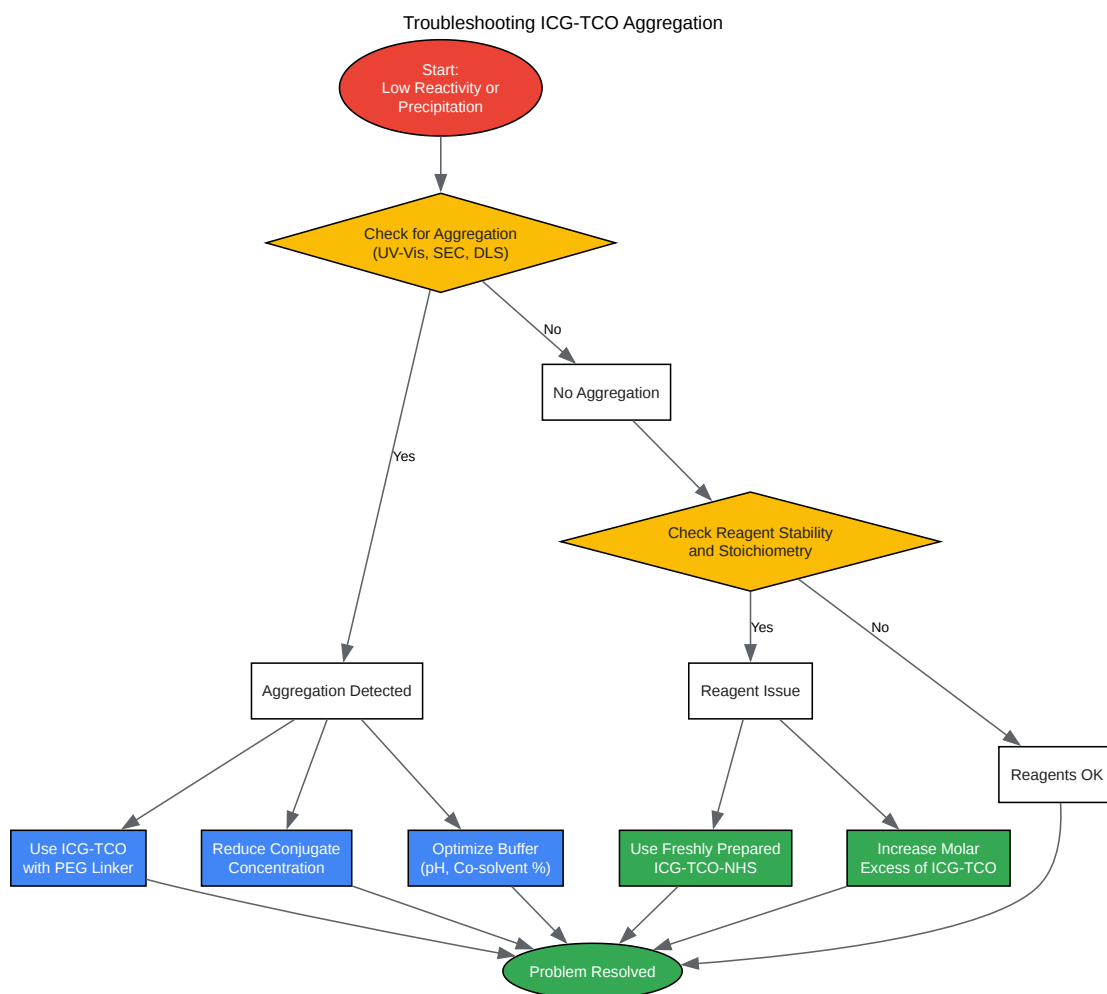 Troubleshooting ICG-TCO Aggregation
Start:
Low Reactivity or
Precipitation
Check for Aggregation
(UV-Vis, SEC, DLS)
No
No Aggregation
Yes
Check Reagent Stability
and Stoichiometry
Yes
No
Aggregation Detected
Reagent Issue
Reagents OK
Use ICG-TCO
with PEG Linker
Reduce Conjugate
Concentration
Optimize Buffer
(pH, Co-solvent %)
Use Freshly Prepared
ICG-TCO-NHS
Increase Molar
Excess of ICG-TCO
Problem Resolved